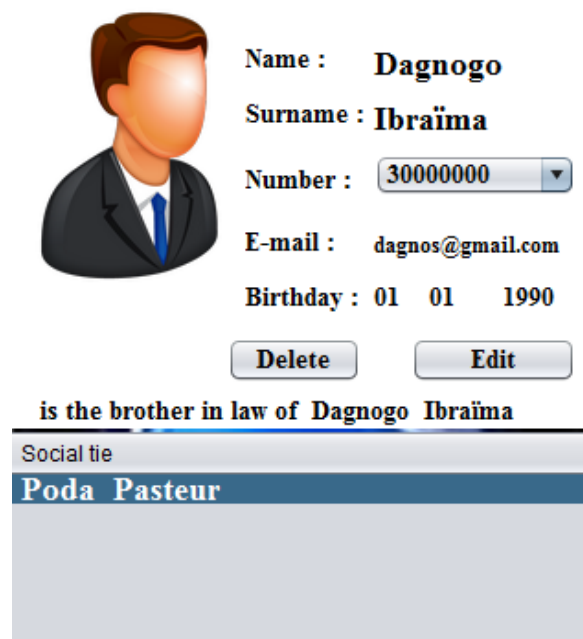 Name : Dagnogo
Surname : Ibraïma
Number : 30000000
E-mail : dagnos@gmail.com
Birthday : 01 01 1990
Delete Edit
is the brother in law of Dagnogo Ibraïma
Social tie
Poda Pasteur